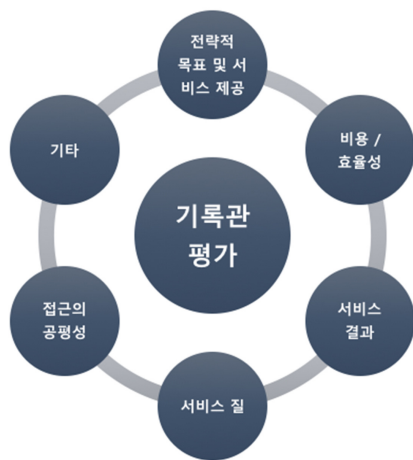 전략적
목표 및 서
비스 제공
비용 /
효율성
서비스
결과
서비스 질
접근의
공평성
기타
기록관
평가